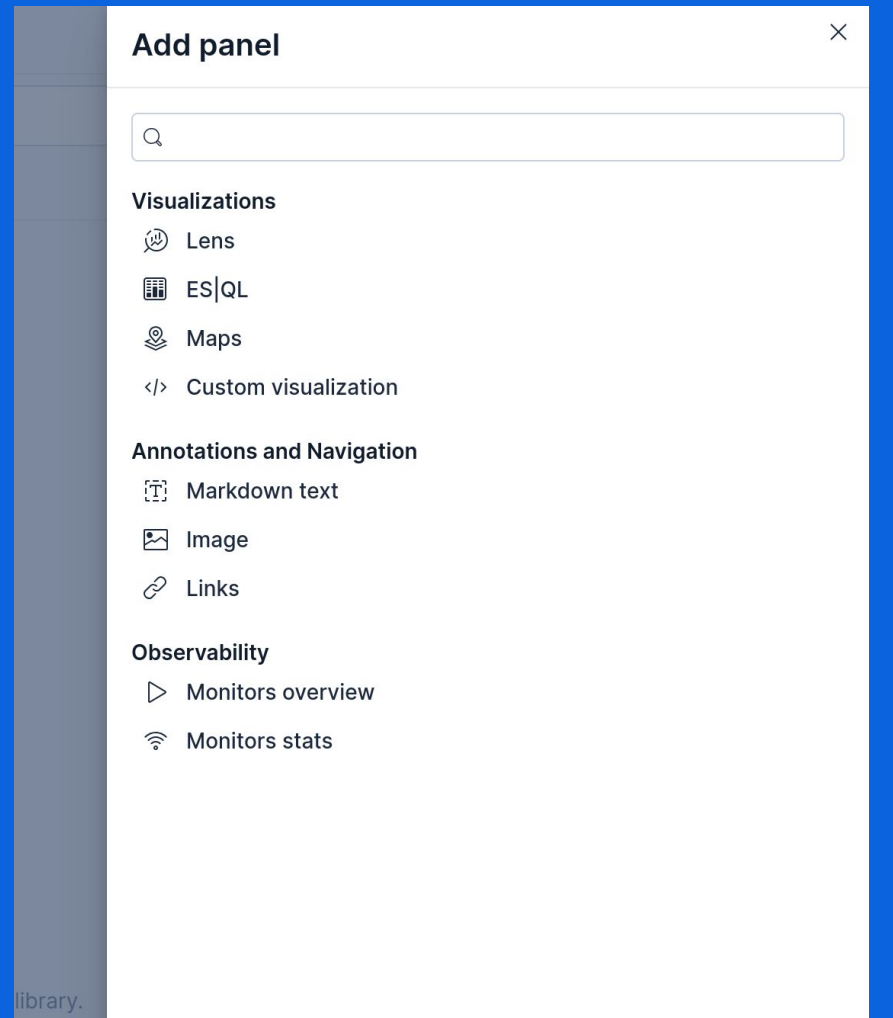 Add panel
Visualizations
Lens
ES|QL
Maps
Custom visualization
Annotations and Navigation
Markdown text
Image
Links
Observability
Monitors overview
Monitors stats
library.